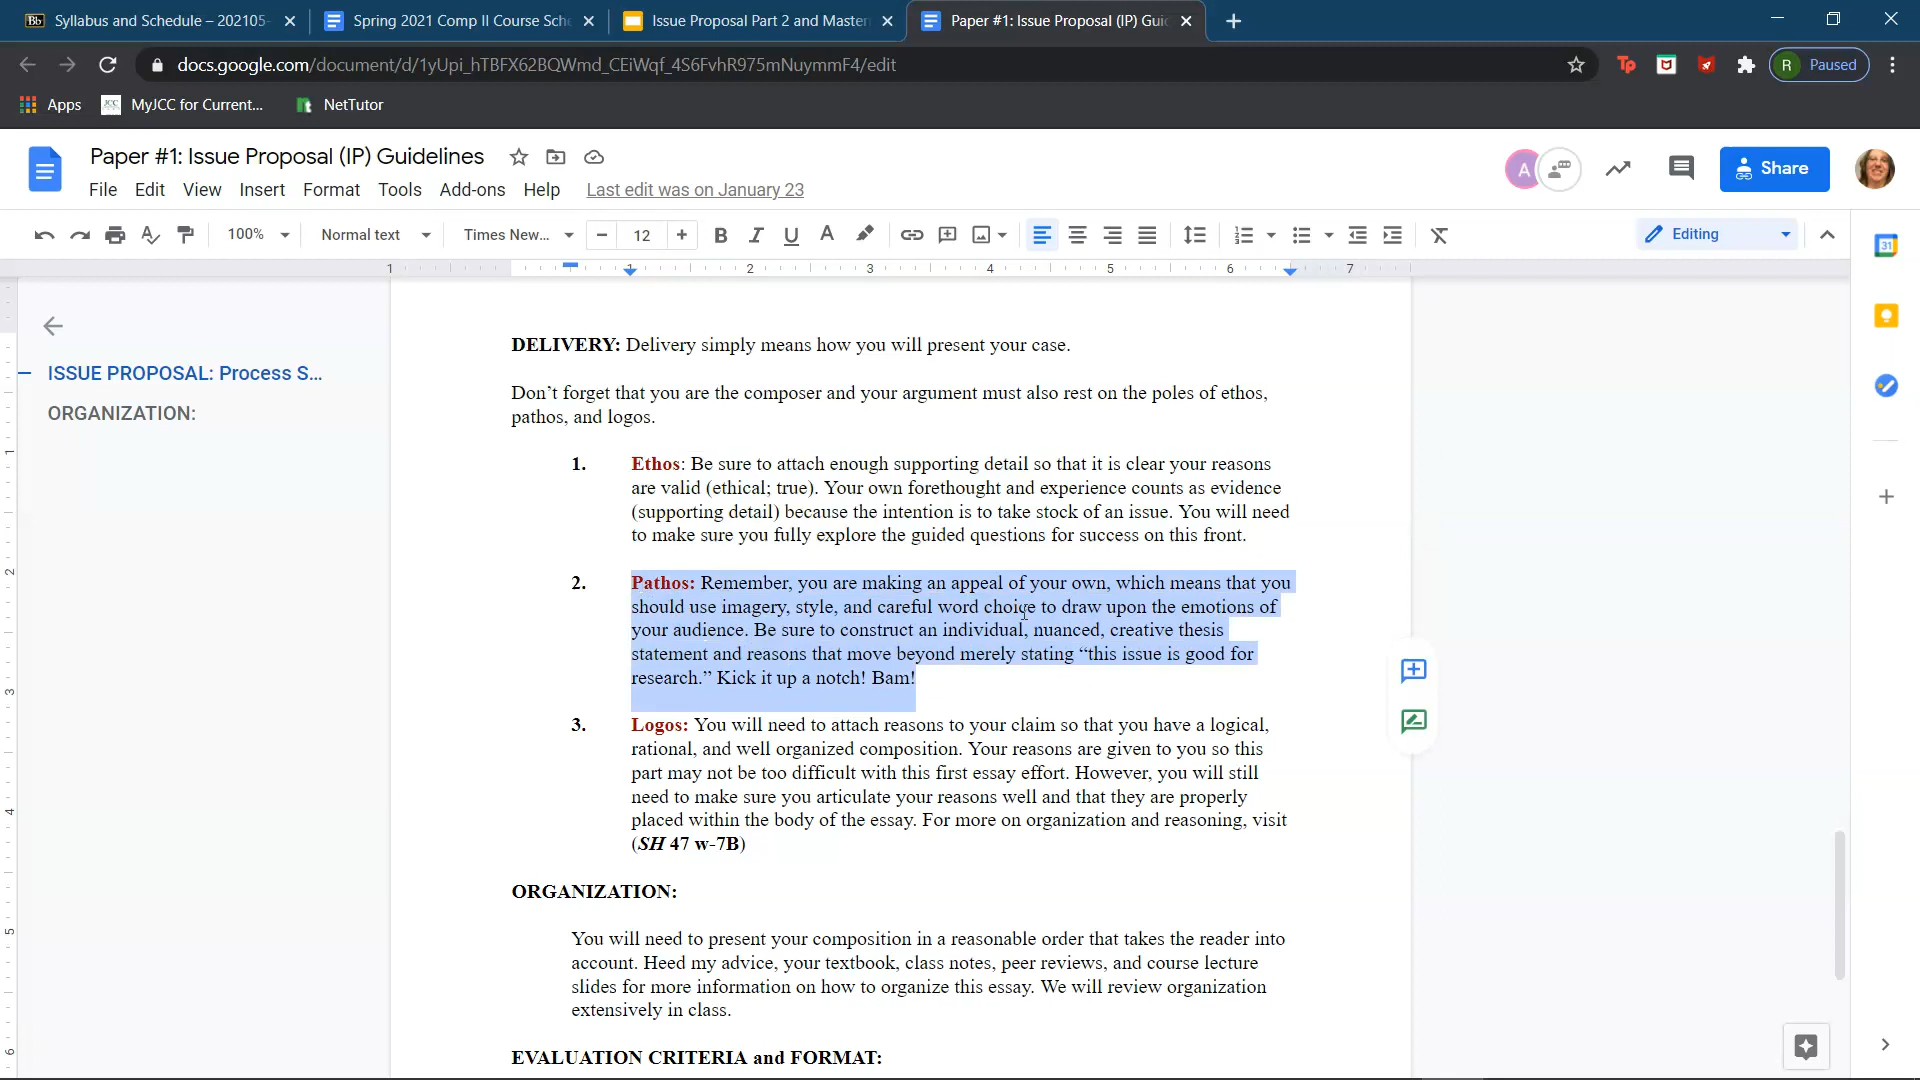 Syllabus and Schedule – 202105-
Spring 2021 Comp II Course Sche
Issue Proposal Part 2 and Master
Paper #1: Issue Proposal (IP) Gui
docs.google.com/document/d/1yUpi_hTBFX62BQWmd_CEiWqf_4S6FvhR975mNuymmF4/edit
R Paused
Apps
MyJCC for Current...
NetTutor
Paper #1: Issue Proposal (IP) Guidelines
A
Share
File Edit View Insert Format Tools Add-ons Help Last edit was on January 23
100% Normal text Times New... 12 Editing
1 1 2 3 4 5 6 7
ISSUE PROPOSAL: Process S...
ORGANIZATION:
DELIVERY: Delivery simply means how you will present your case.
Don’t forget that you are the composer and your argument must also rest on the poles of ethos,
pathos, and logos.
1. Ethos: Be sure to attach enough supporting detail so that it is clear your reasons
are valid (ethical; true). Your own forethought and experience counts as evidence
(supporting detail) because the intention is to take stock of an issue. You will need
to make sure you fully explore the guided questions for success on this front.
2. Pathos: Remember, you are making an appeal of your own, which means that you
should use imagery, style, and careful word choice to draw upon the emotions of
your audience. Be sure to construct an individual, nuanced, creative thesis
statement and reasons that move beyond merely stating “this issue is good for
research.” Kick it up a notch! Bam!
3. Logos: You will need to attach reasons to your claim so that you have a logical,
rational, and well organized composition. Your reasons are given to you so this
part may not be too difficult with this first essay effort. However, you will still
need to make sure you articulate your reasons well and that they are properly
placed within the body of the essay. For more on organization and reasoning, visit
(SH 47 w-7B)
ORGANIZATION:
You will need to present your composition in a reasonable order that takes the reader into
account. Heed my advice, your textbook, class notes, peer reviews, and course lecture
slides for more information on how to organize this essay. We will review organization
extensively in class.
EVALUATION CRITERIA and FORMAT: